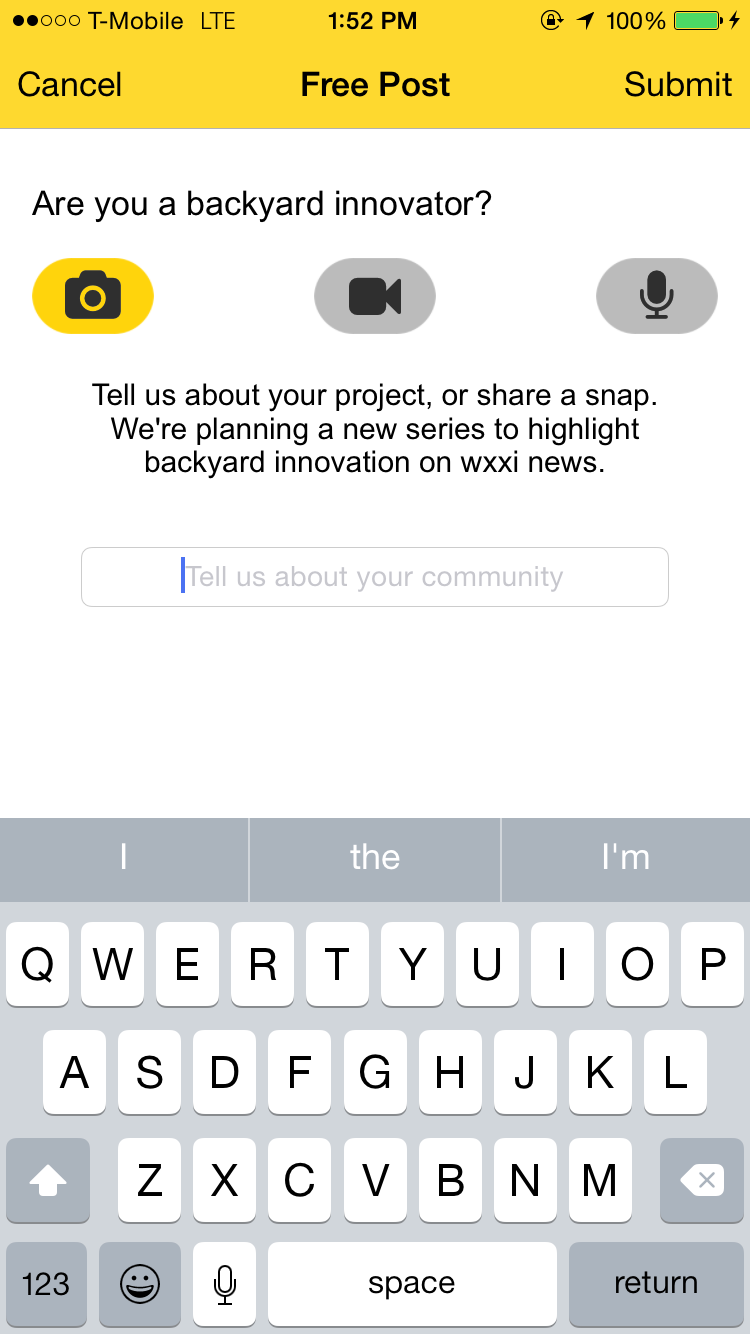 T-Mobile LTE 1:52 PM 100%
Cancel Free Post Submit
Are you a backyard innovator?
Tell us about your project, or share a snap.
We're planning a new series to highlight
backyard innovation on wxxi news.
Tell us about your community
I the I'm
Q W E R T Y U I O P
A S D F G H J K L
Z X C V B N M
123 space return